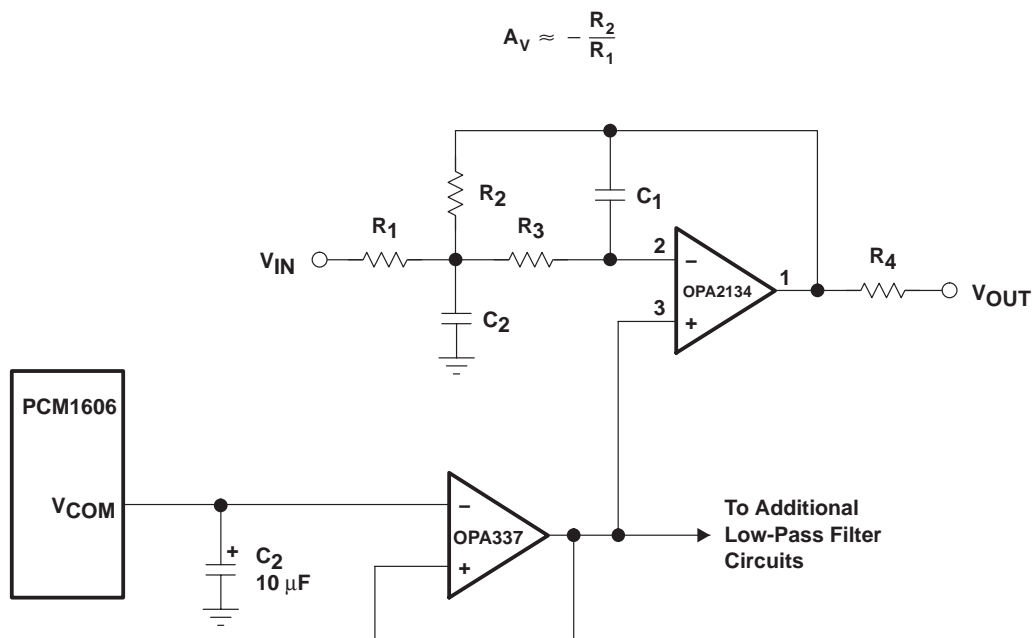 A_V ≈ − R_2 / R_1
R_2
C_1
R_1
R_3
V_IN
2
−
OPA2134
1
3
+
R_4
V_OUT
C_2
PCM1606
V_COM
−
OPA337
+
+
C_2
10 μF
To Additional
Low-Pass Filter
Circuits